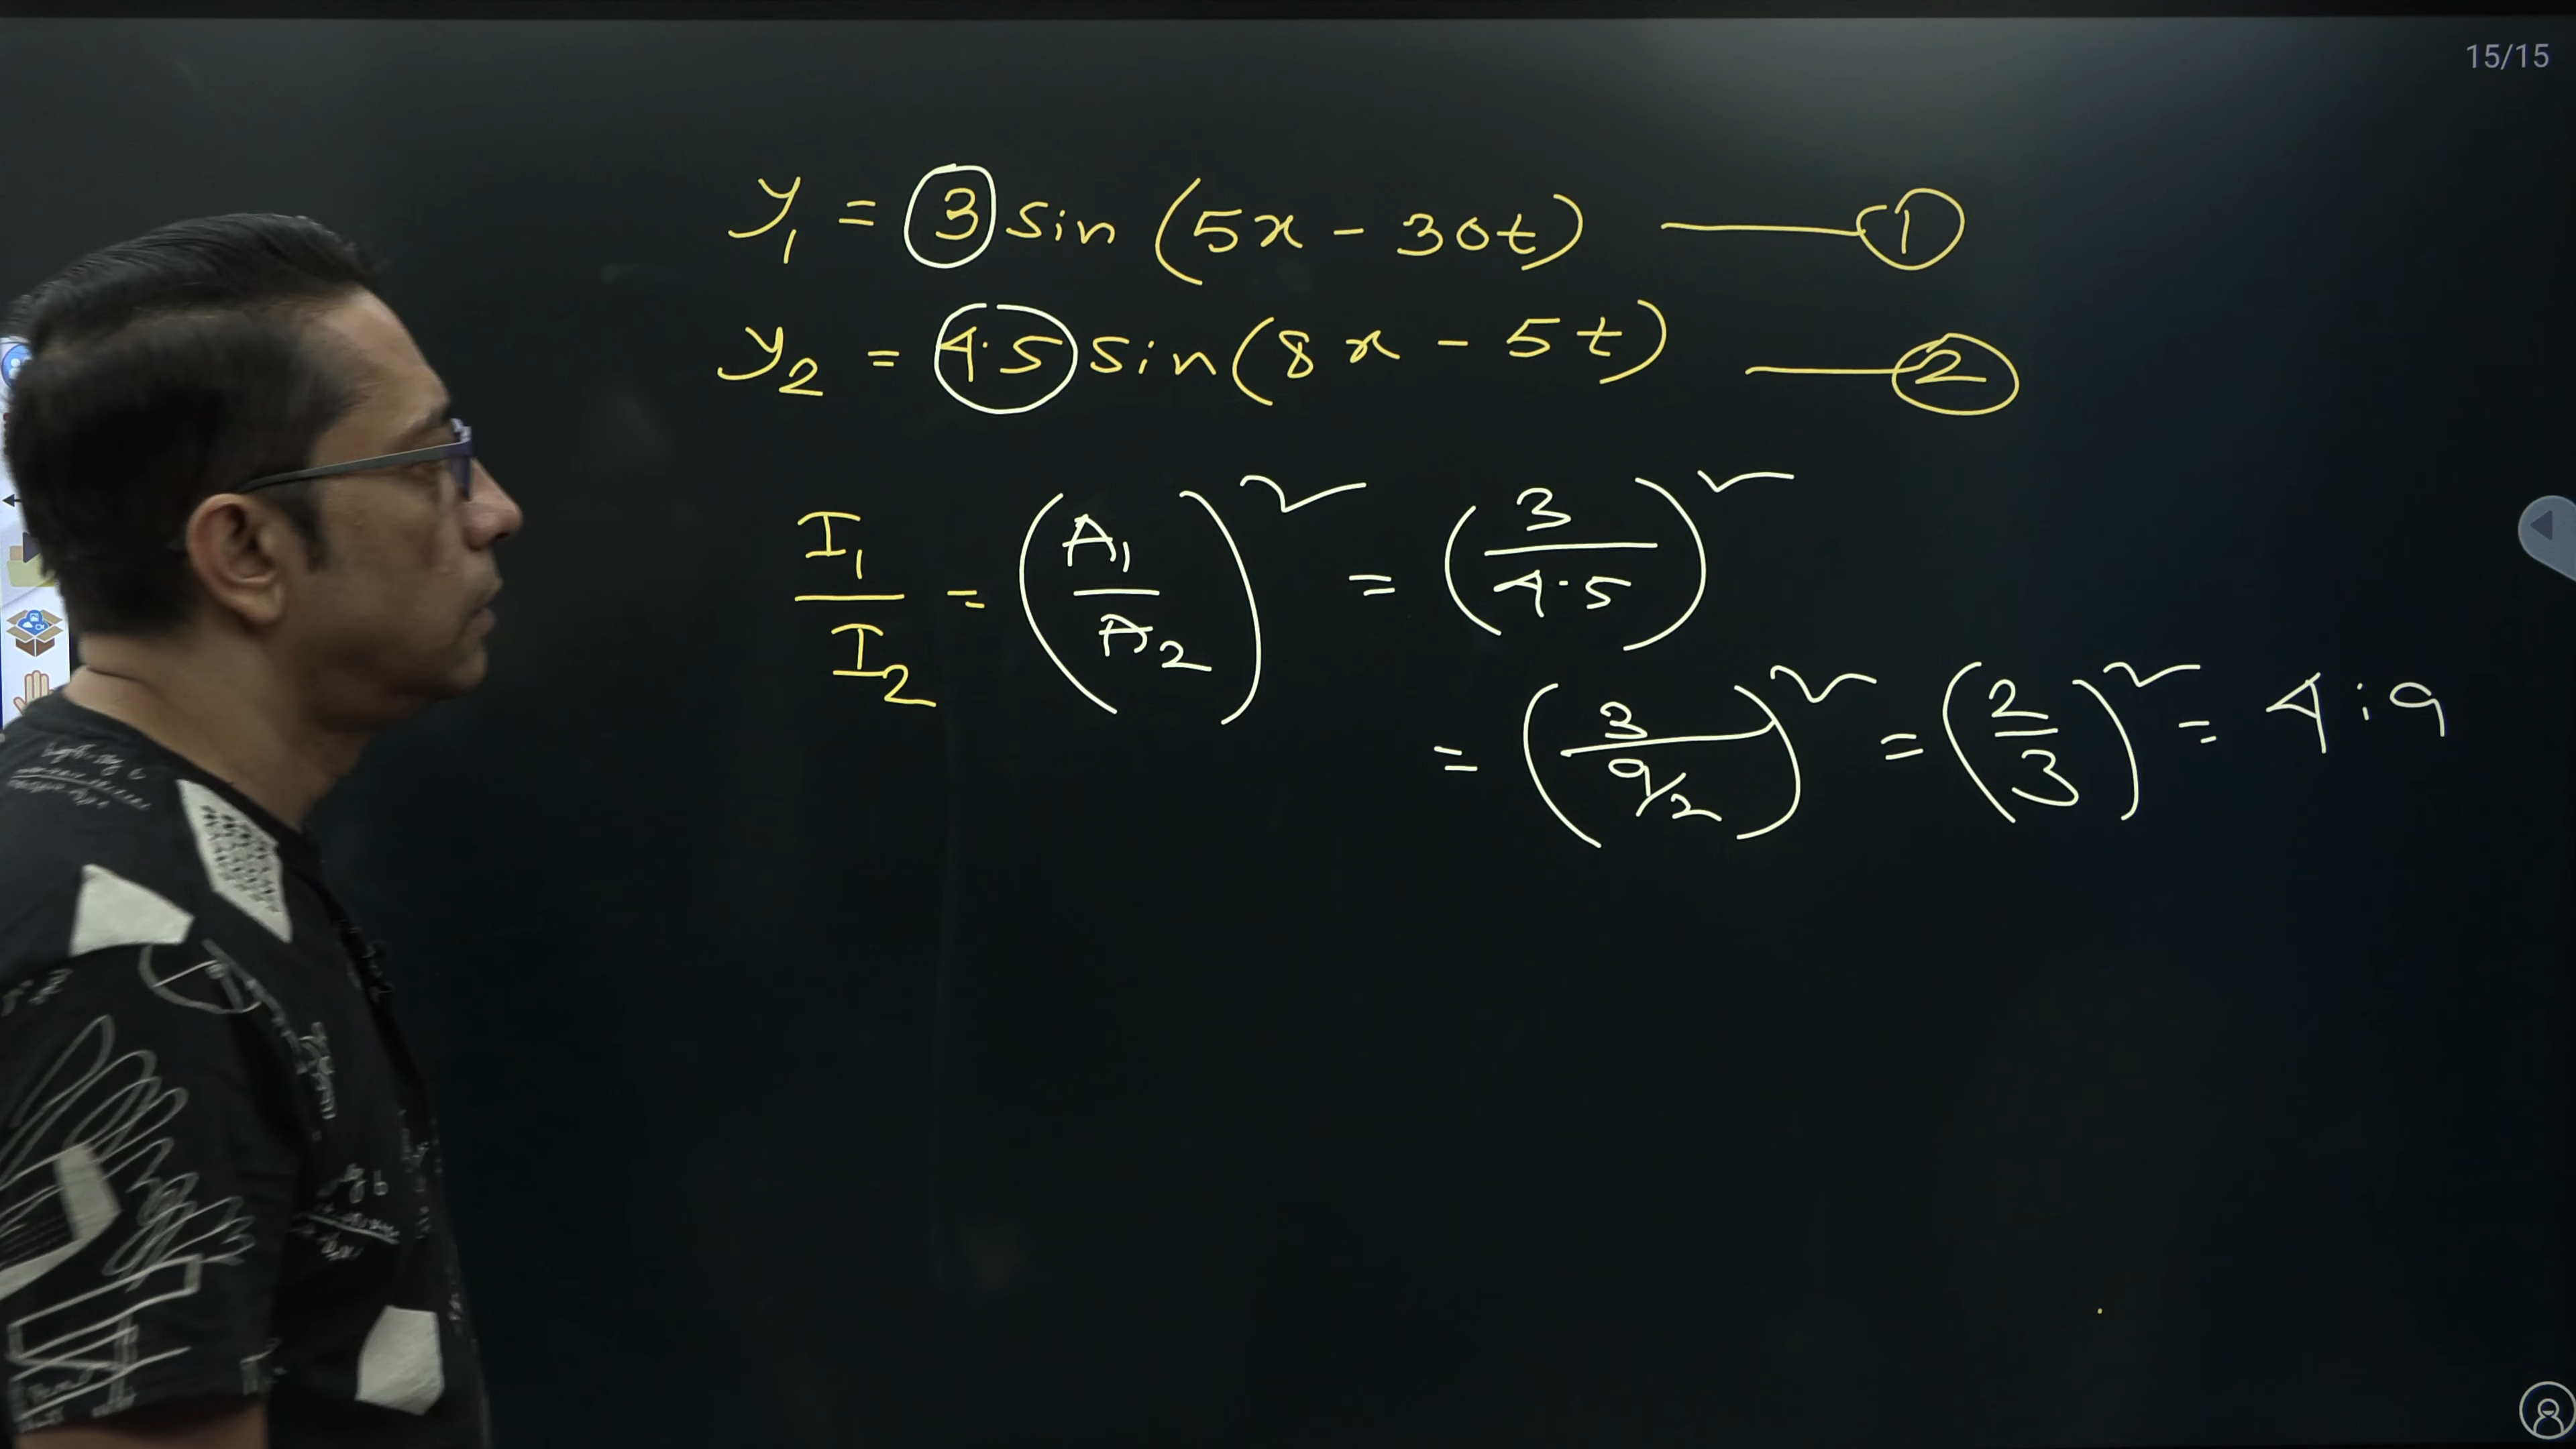 15/15
y₁ = 3 sin (5x - 30t) —— 1
y₂ = 4.5 sin (8x - 5t) —— 2
I₁/I₂ = (A₁/A₂)² = (3/4.5)²
= (3/(9/2))² = (2/3)² = 4:9